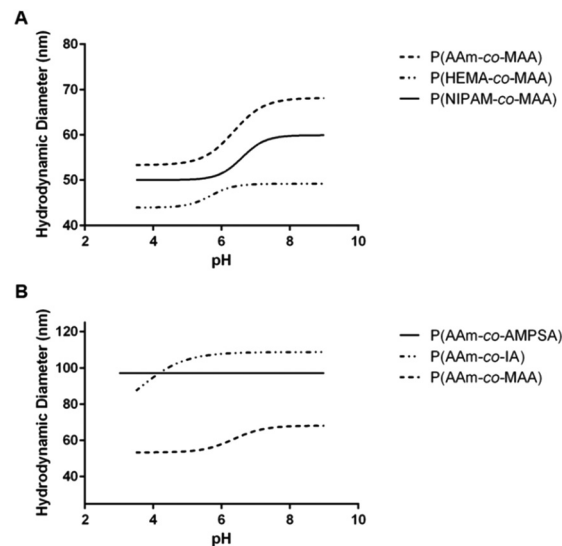 A
80
70
60
50
40
Hydrodynamic Diameter (nm)
2 4 6 8 10
pH
P(AAm-co-MAA)
P(HEMA-co-MAA)
P(NIPAM-co-MAA)
B
120
100
80
60
40
Hydrodynamic Diameter (nm)
2 4 6 8 10
pH
P(AAm-co-AMPSA)
P(AAm-co-IA)
P(AAm-co-MAA)